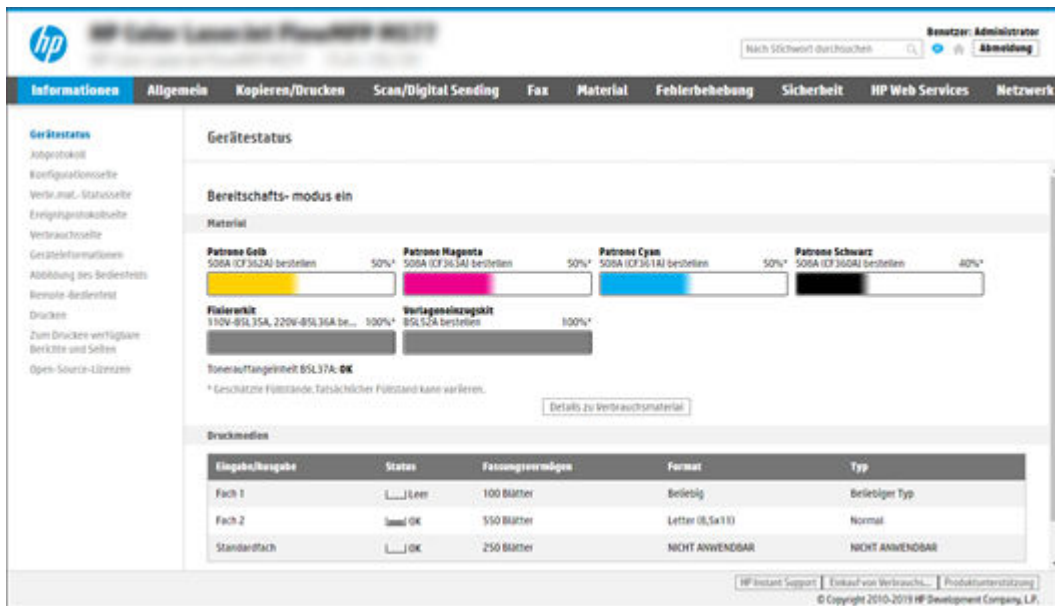 hp
HP Color LaserJet FlowMFP M577
Benutzer: Administrator
Nach Stichwort durchsuchen
Abmeldung
Informationen Allgemein Kopieren/Drucken Scan/Digital Sending Fax Material Fehlerbehebung Sicherheit HP Web Services Netzwerk
Gerätestatus
Jobprotokoll
Konfigurationsseite
Verbr.mat.-Statusseite
Ereignisprotokollseite
Verbrauchsseite
Geräteinformationen
Abbildung des Bedienfelds
Remote-Bedienfeld
Drucken
Zum Drucken verfügbare
Berichte und Seiten
Open-Source-Lizenzen
Gerätestatus
Bereitschafts- modus ein
Material
Patrone Gelb
508A (CF362A) bestellen 50%*
Patrone Magenta
508A (CF363A) bestellen 50%*
Patrone Cyan
508A (CF361A) bestellen 50%*
Patrone Schwarz
508A (CF360A) bestellen 40%*
Fixiererkit
110V-B5L35A, 220V-B5L36A be... 100%*
Vorlageneinzugskit
B5L52A bestellen 100%*
Tonerauffangeinheit B5L37A: OK
* Geschätzte Füllstände. Tatsächlicher Füllstand kann variieren.
Details zu Verbrauchsmaterial
Druckmedien
Eingabe/Ausgabe Status Fassungsvermögen Format Typ
Fach 1 Leer 100 Blätter Beliebig Beliebiger Typ
Fach 2 OK 550 Blätter Letter (8,5x11) Normal
Standardfach OK 250 Blätter NICHT ANWENDBAR NICHT ANWENDBAR
HP Instant Support Einkauf von Verbrauchs... Produktunterstützung
© Copyright 2010-2019 HP Development Company, L.P.